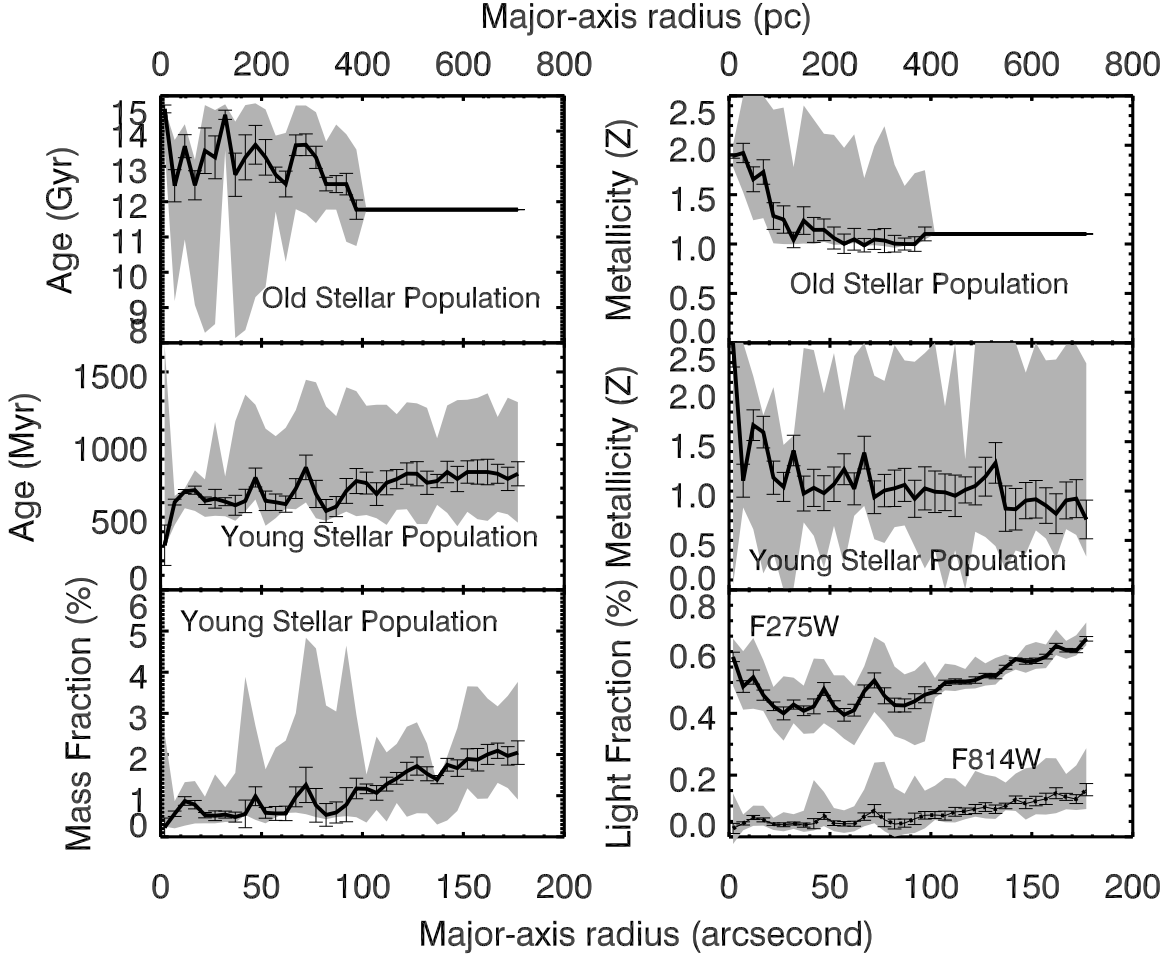 Major-axis radius (pc)
0 200 400 600 800 0 200 400 600 800
Age (Gyr)
15
14
13
12
11
10
9
8
Old Stellar Population
Metallicity (Z)
2.5
2.0
1.5
1.0
0.5
0.0
Old Stellar Population
Age (Myr)
1500
1000
500
0
Young Stellar Population
Metallicity (Z)
2.5
2.0
1.5
1.0
0.5
0.0
Young Stellar Population
Mass Fraction (%)
6
5
4
3
2
1
0
Young Stellar Population
Light Fraction (%)
0.8
0.6
0.4
0.2
0.0
F275W
F814W
0 50 100 150 200 0 50 100 150 200
Major-axis radius (arcsecond)